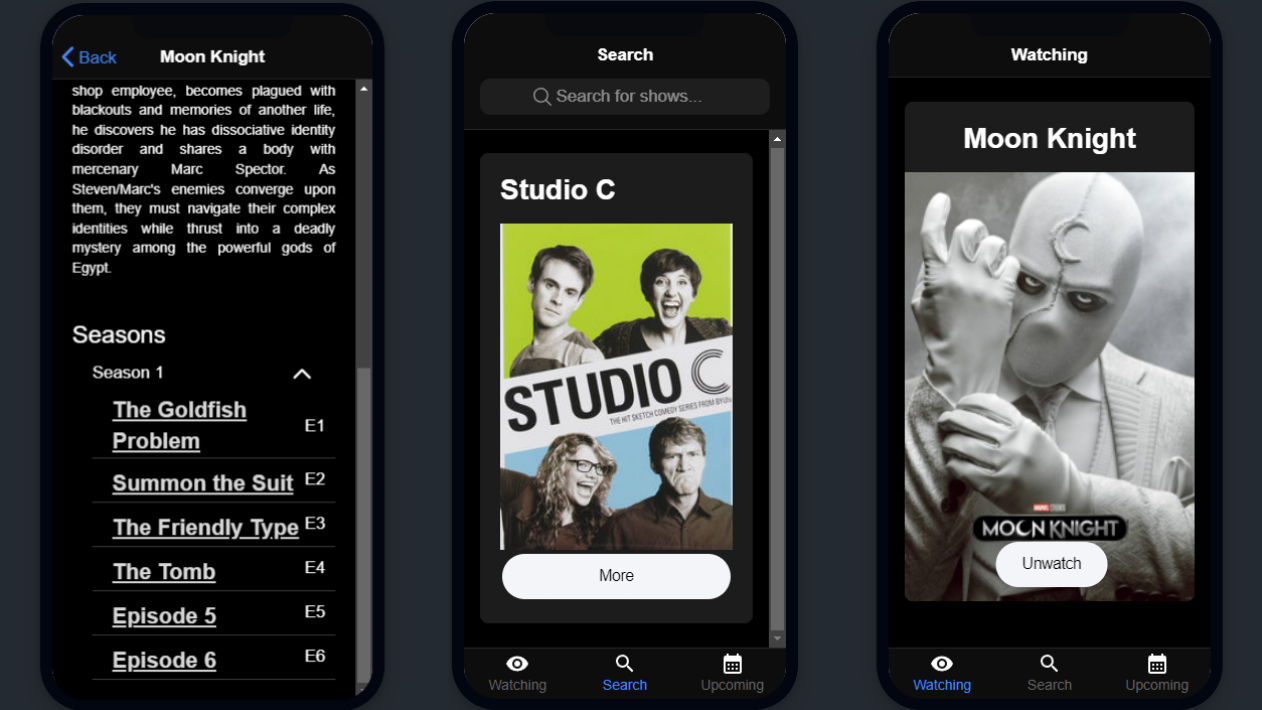 Back
Moon Knight
shop employee, becomes plagued with
blackouts and memories of another life,
he discovers he has dissociative identity
disorder and shares a body with
mercenary Marc Spector. As
Steven/Marc's enemies converge upon
them, they must navigate their complex
identities while thrust into a deadly
mystery among the powerful gods of
Egypt.
Seasons
Season 1
The Goldfish
Problem
E1
Summon the Suit E2
The Friendly Type E3
The Tomb E4
Episode 5 E5
Episode 6 E6
Search
Search for shows...
Studio C
STUDIO C
THE HIT SKETCH COMEDY SERIES FROM BYUtv
More
Watching
Search
Upcoming
Watching
Moon Knight
MARVEL STUDIOS
MOON KNIGHT
Unwatch
Watching
Search
Upcoming